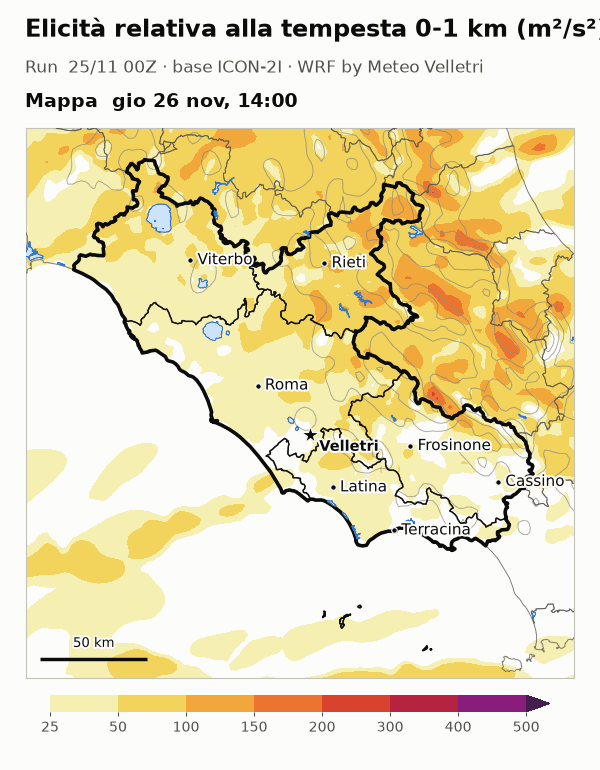 Elicità relativa alla tempesta 0-1 km (m²/s²)
Run  25/11 00Z · base ICON-2I · WRF by Meteo Velletri
Mappa  gio 26 nov, 14:00
Viterbo
Rieti
Roma
Velletri
Frosinone
Cassino
Latina
Terracina
50 km
25 50 100 150 200 300 400 500